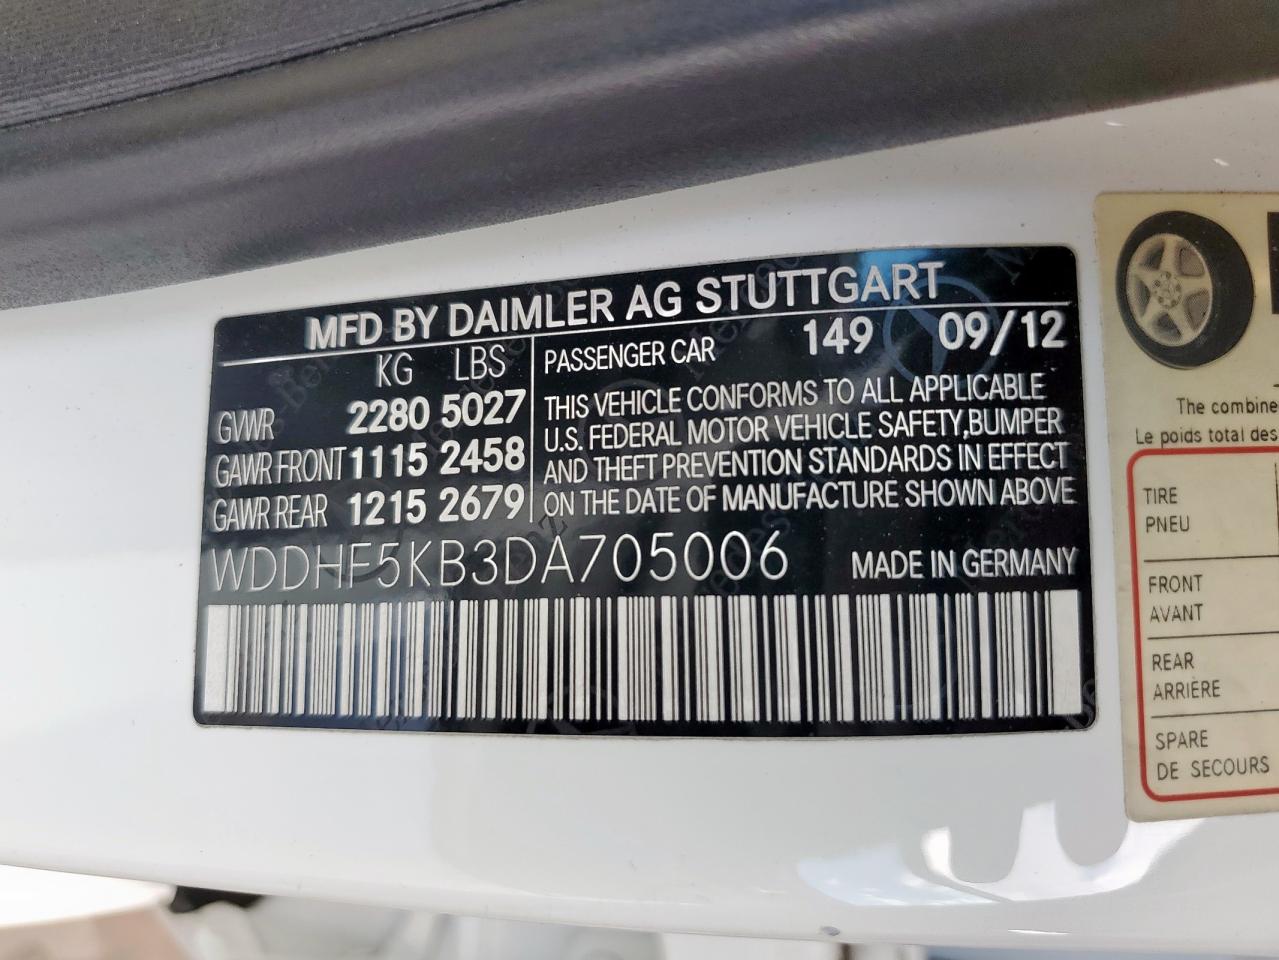 MFD BY DAIMLER AG STUTTGART
KG LBS
GVWR 2280 5027
GAWR FRONT 1115 2458
GAWR REAR 1215 2679
PASSENGER CAR 149 09/12
THIS VEHICLE CONFORMS TO ALL APPLICABLE
U.S. FEDERAL MOTOR VEHICLE SAFETY, BUMPER
AND THEFT PREVENTION STANDARDS IN EFFECT
ON THE DATE OF MANUFACTURE SHOWN ABOVE
WDDHF5KB3DA705006 MADE IN GERMANY
The combine
Le poids total des
TIRE
PNEU
FRONT
AVANT
REAR
ARRIÈRE
SPARE
DE SECOURS